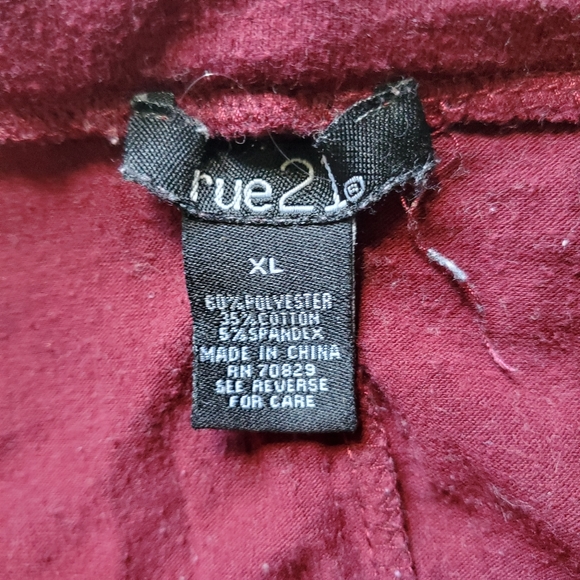 rue21®
XL
60% POLYESTER
35% COTTON
5% SPANDEX
MADE IN CHINA
RN 70829
SEE REVERSE
FOR CARE